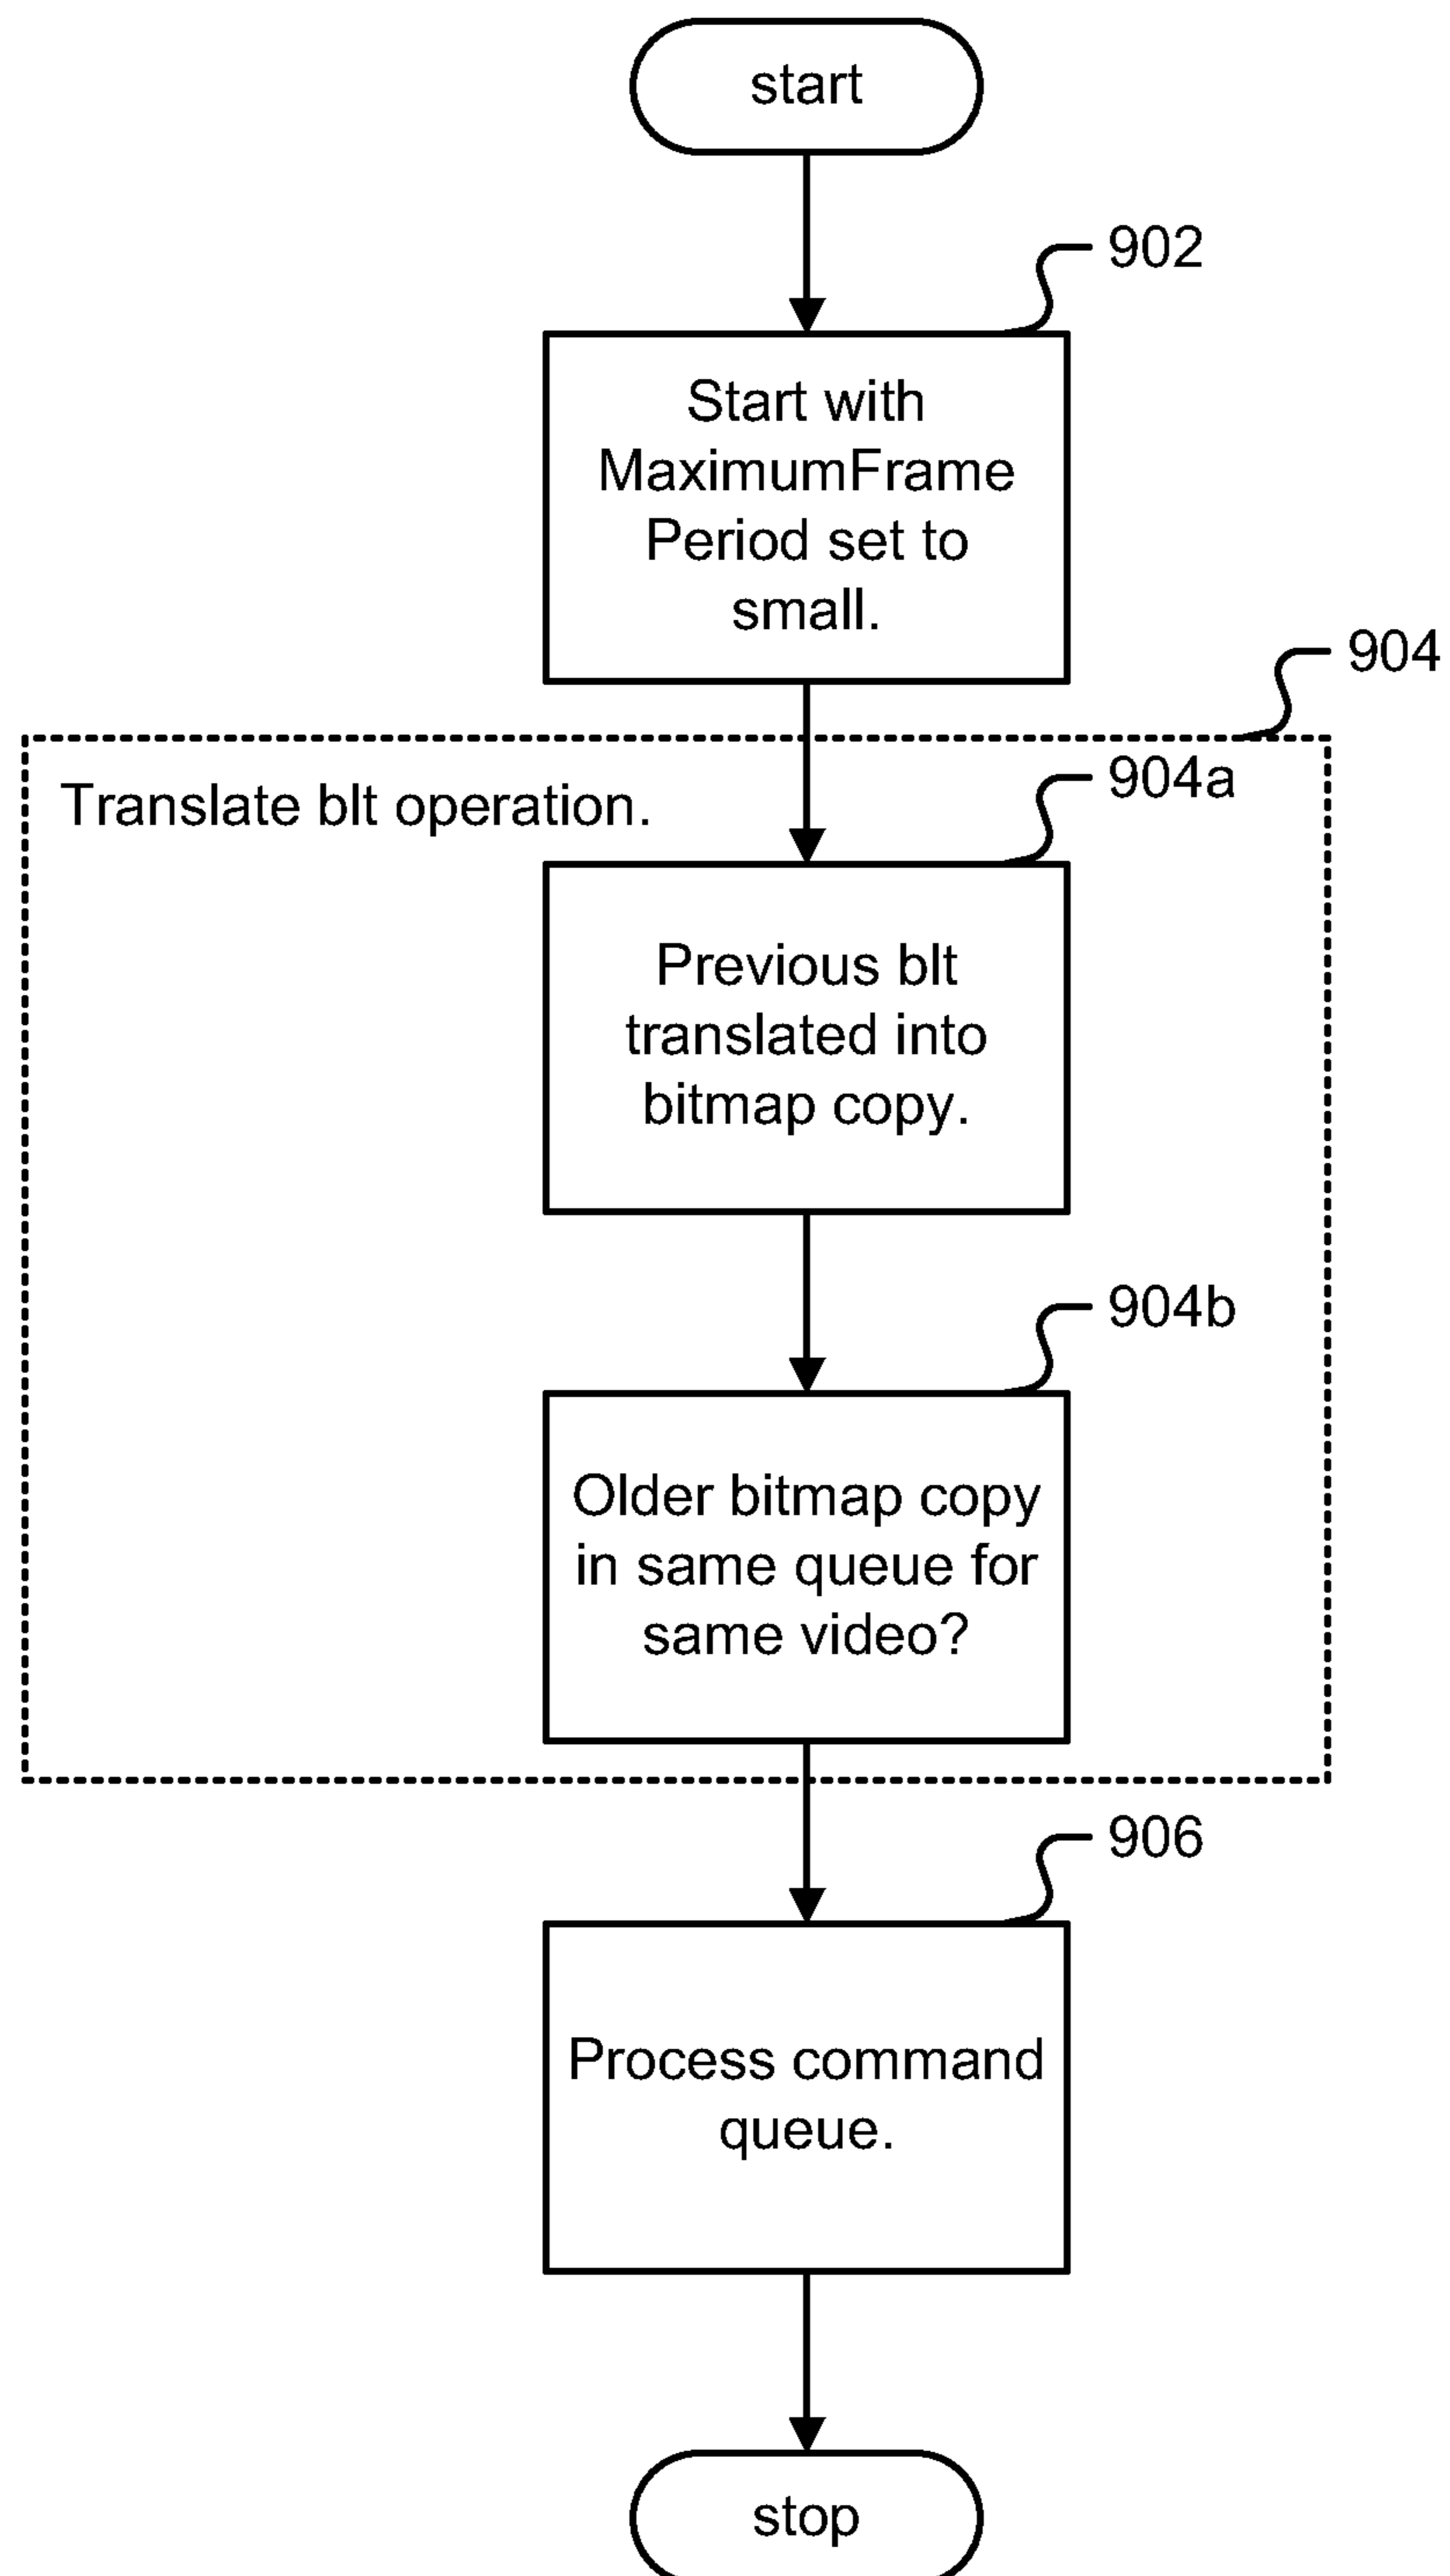 start
902
Start with
MaximumFrame
Period set to
small.
904
Translate blt operation.
904a
Previous blt
translated into
bitmap copy.
904b
Older bitmap copy
in same queue for
same video?
906
Process command
queue.
stop